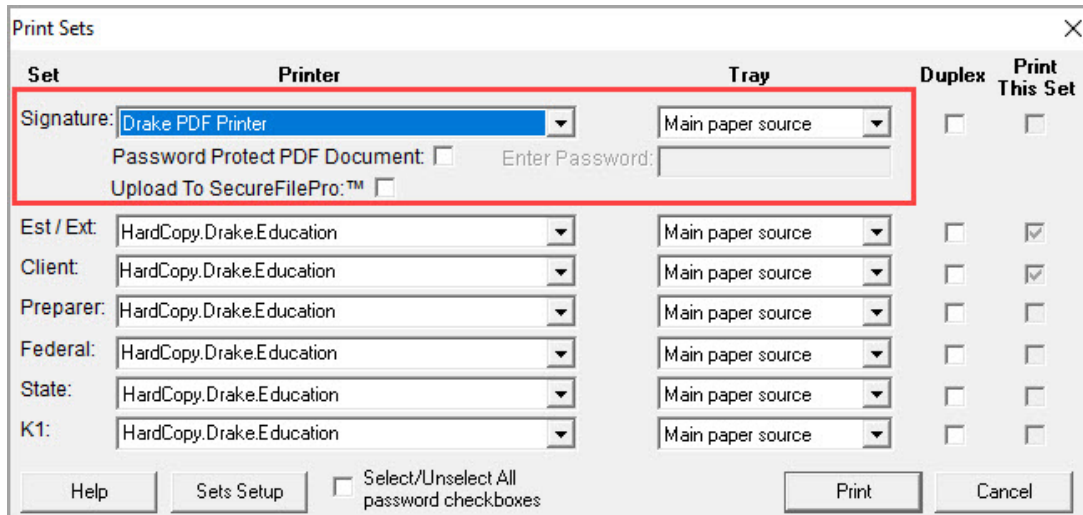 Print Sets
Set Printer Tray Duplex Print This Set
Signature: Drake PDF Printer Main paper source
Password Protect PDF Document: Enter Password:
Upload To SecureFilePro:™
Est / Ext: HardCopy.Drake.Education Main paper source
Client: HardCopy.Drake.Education Main paper source
Preparer: HardCopy.Drake.Education Main paper source
Federal: HardCopy.Drake.Education Main paper source
State: HardCopy.Drake.Education Main paper source
K1: HardCopy.Drake.Education Main paper source
Help Sets Setup Select/Unselect All password checkboxes Print Cancel